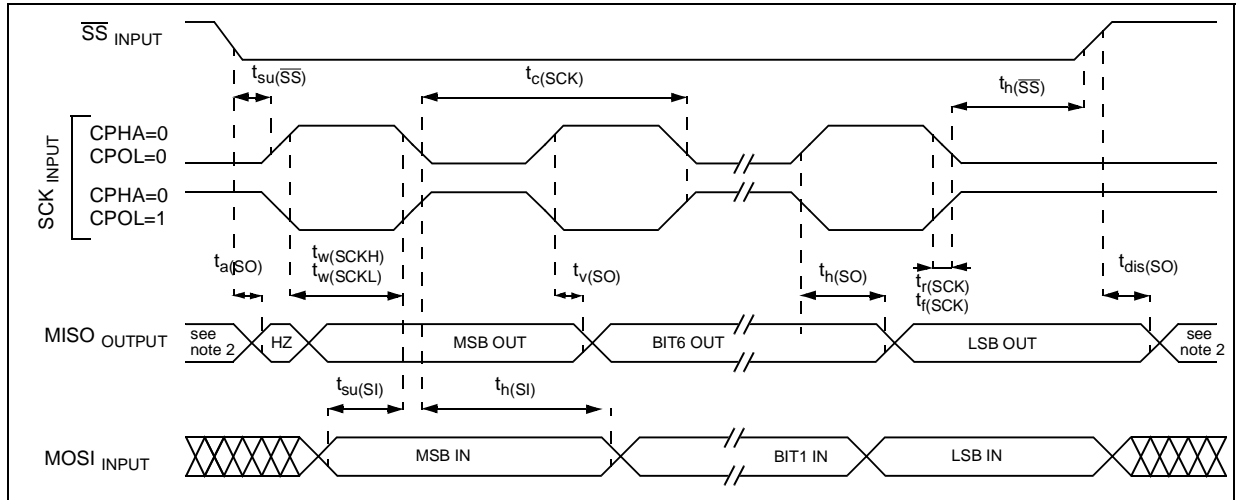 SS INPUT
tsu(SS)
tc(SCK)
th(SS)
SCK INPUT
CPHA=0
CPOL=0
CPHA=0
CPOL=1
ta(SO)
tw(SCKH)
tw(SCKL)
tv(SO)
th(SO)
tr(SCK)
tf(SCK)
tdis(SO)
MISO OUTPUT
see
note 2
HZ
MSB OUT
BIT6 OUT
LSB OUT
see
note 2
tsu(SI)
th(SI)
MOSI INPUT
MSB IN
BIT1 IN
LSB IN